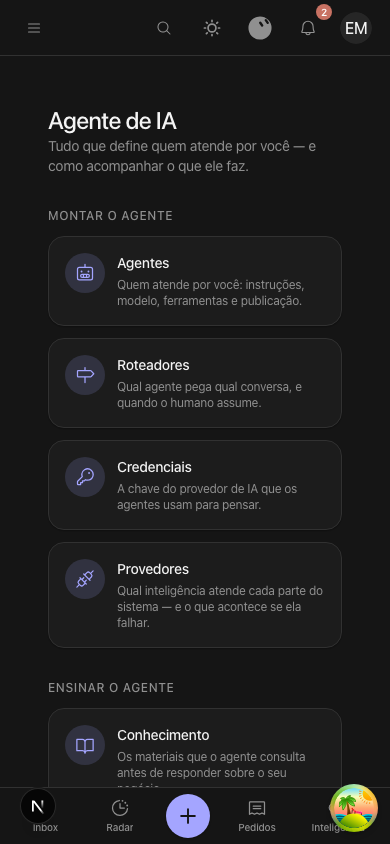 2
EM
Agente de IA
Tudo que define quem atende por você — e
como acompanhar o que ele faz.
MONTAR O AGENTE
Agentes
Quem atende por você: instruções,
modelo, ferramentas e publicação.
Roteadores
Qual agente pega qual conversa, e
quando o humano assume.
Credenciais
A chave do provedor de IA que os
agentes usam para pensar.
Provedores
Qual inteligência atende cada parte do
sistema — e o que acontece se ela
falhar.
ENSINAR O AGENTE
Conhecimento
Os materiais que o agente consulta
antes de responder sobre o seu
N
Inbox
Radar
Pedidos